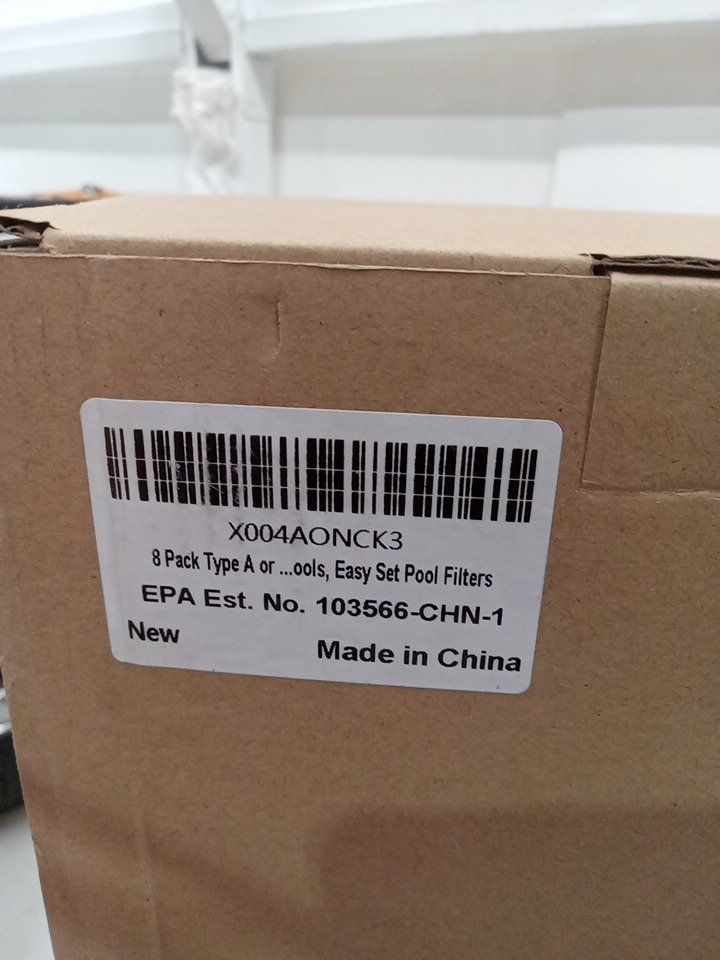 X004AONCK3
8 Pack Type A or ...ools, Easy Set Pool Filters
EPA Est. No. 103566-CHN-1
New
Made in China